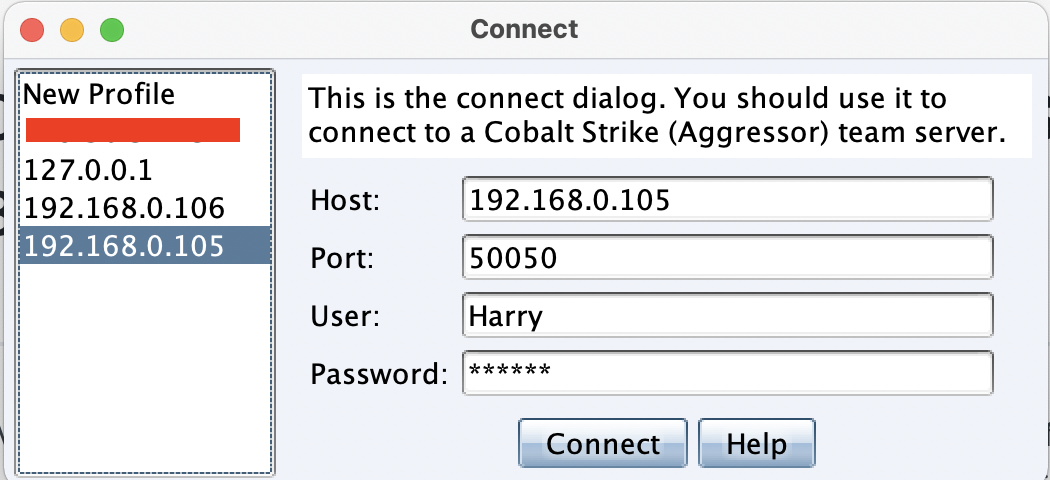 Connect
New Profile
127.0.0.1
192.168.0.106
192.168.0.105
This is the connect dialog. You should use it to
connect to a Cobalt Strike (Aggressor) team server.
Host: 192.168.0.105
Port: 50050
User: Harry
Password: ******
Connect Help